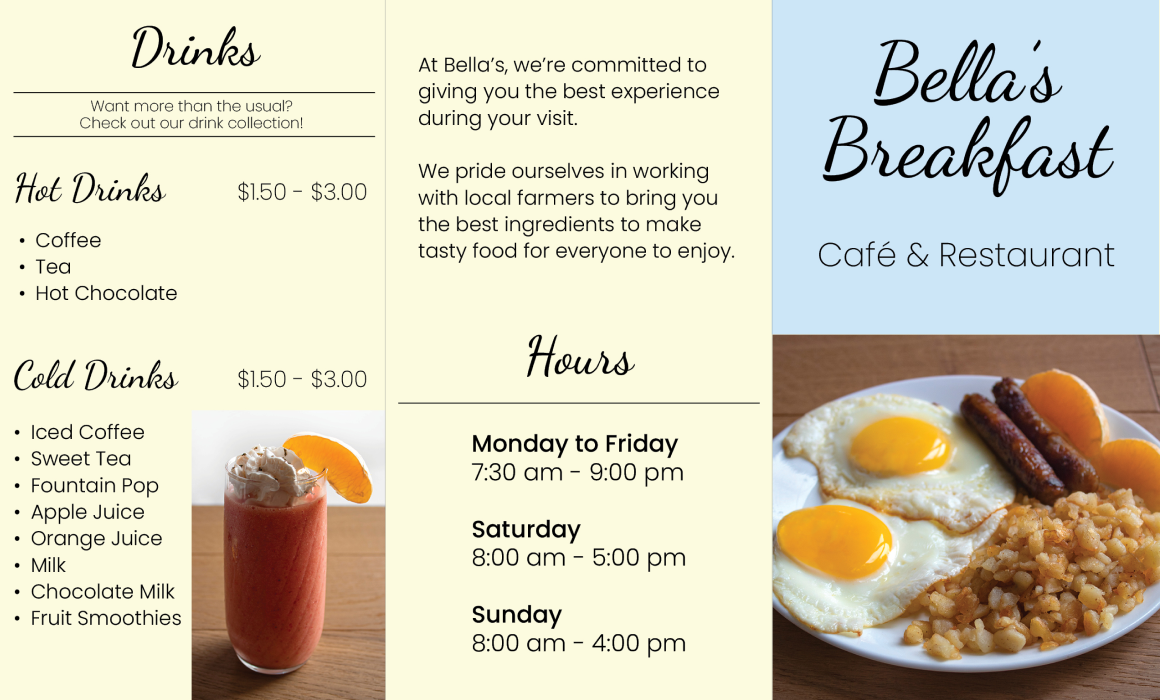 Drinks
Want more than the usual?
Check out our drink collection!
Hot Drinks $1.50 - $3.00
• Coffee
• Tea
• Hot Chocolate
Cold Drinks $1.50 - $3.00
• Iced Coffee
• Sweet Tea
• Fountain Pop
• Apple Juice
• Orange Juice
• Milk
• Chocolate Milk
• Fruit Smoothies
At Bella’s, we’re committed to
giving you the best experience
during your visit.
We pride ourselves in working
with local farmers to bring you
the best ingredients to make
tasty food for everyone to enjoy.
Hours
Monday to Friday
7:30 am - 9:00 pm
Saturday
8:00 am - 5:00 pm
Sunday
8:00 am - 4:00 pm
Bella’s
Breakfast
Café & Restaurant